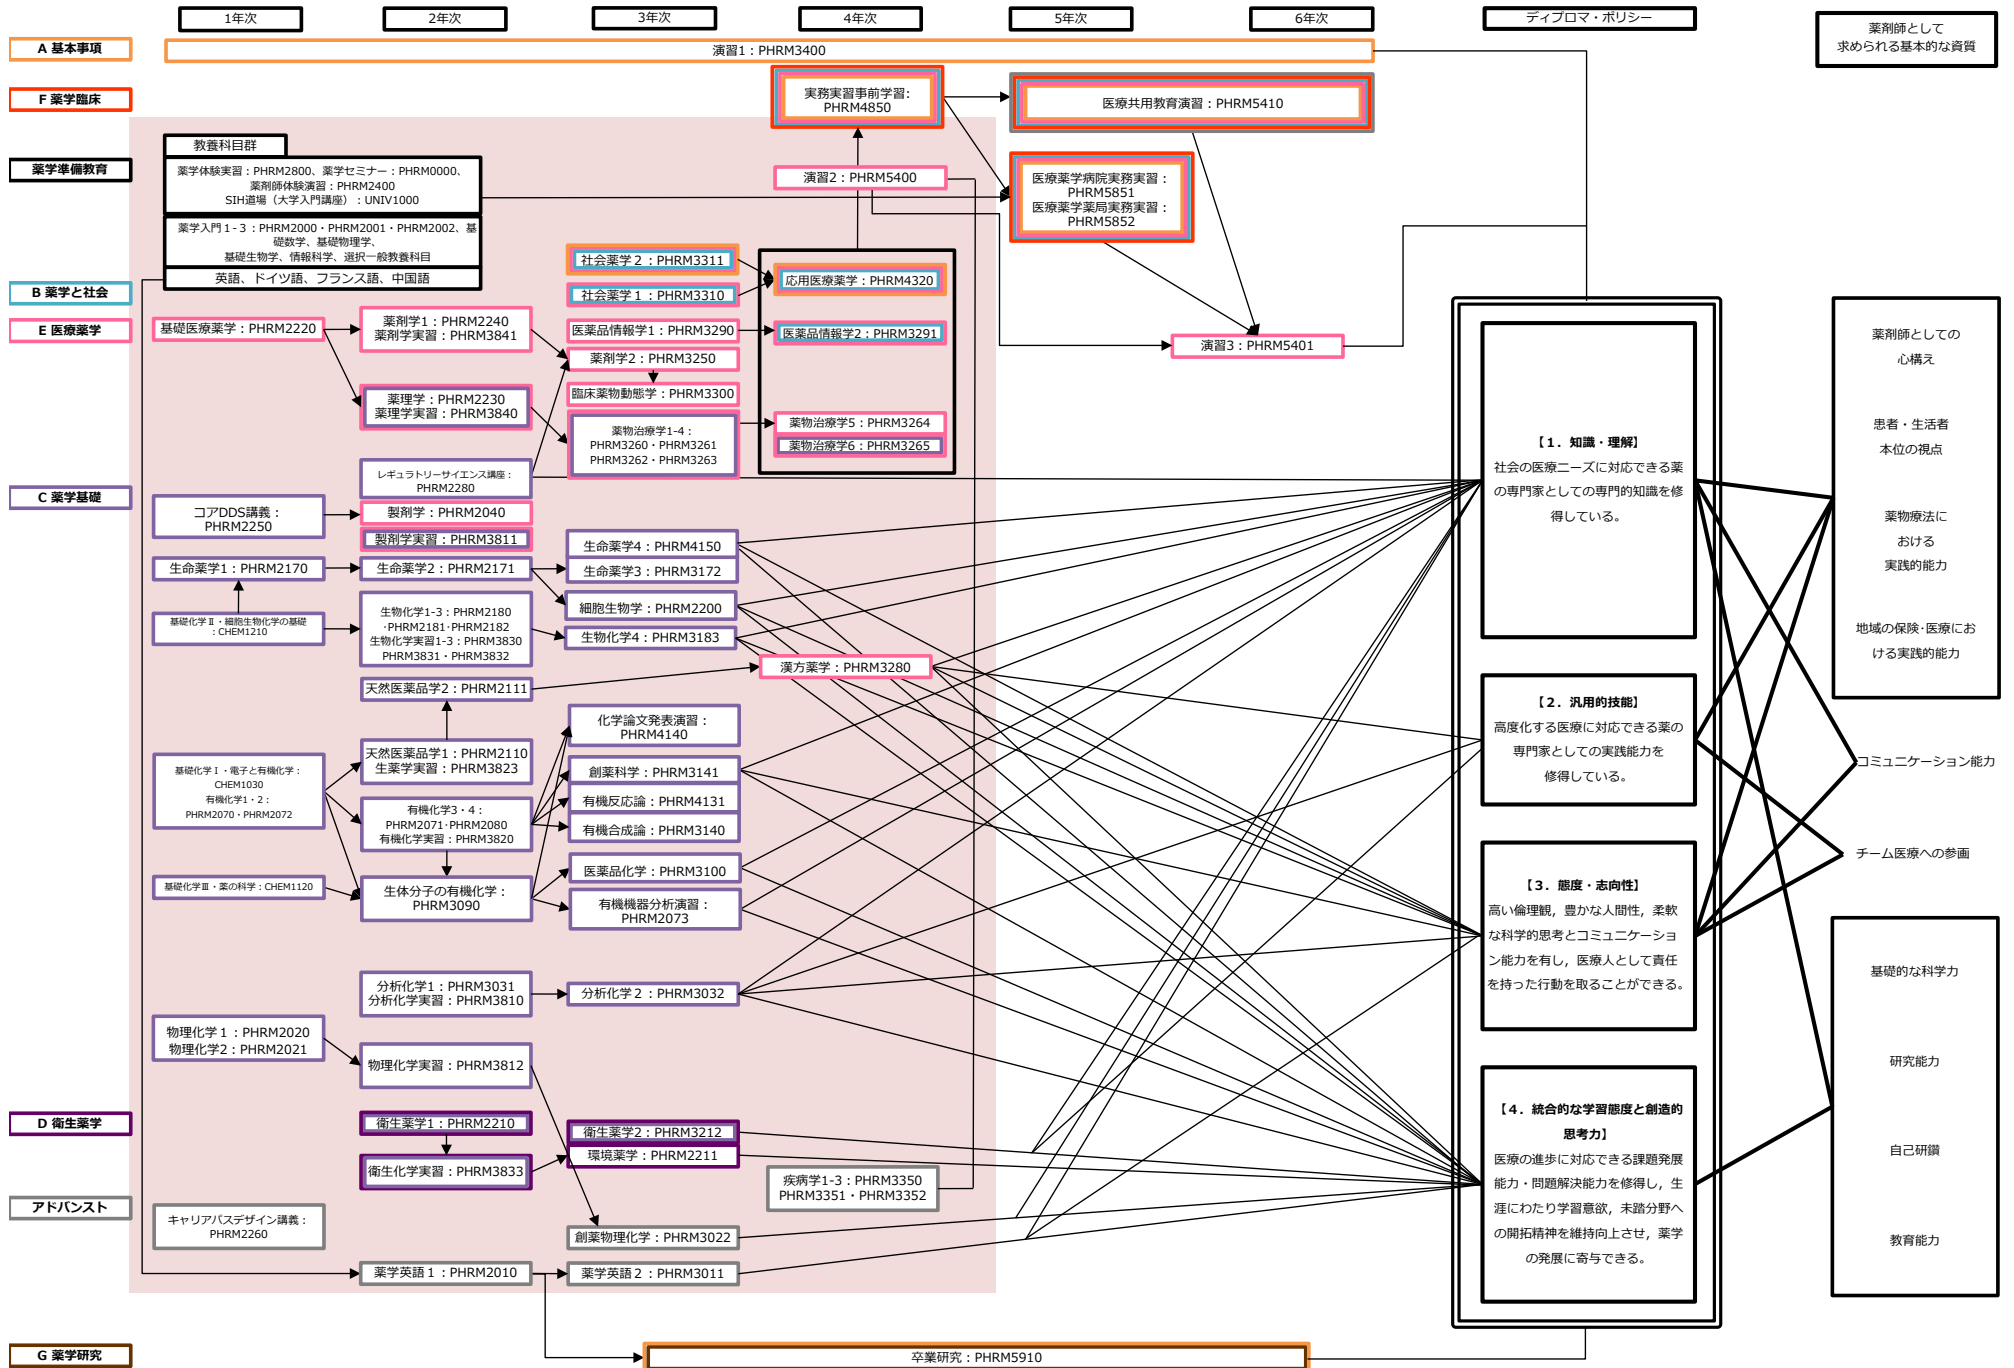 1年次
2年次
3年次
4年次
5年次
6年次
ディプロマ・ポリシー
薬剤師として
求められる基本的な資質
A 基本事項
演習1：PHRM3400
F 薬学臨床
実務実習事前学習：
PHRM4850
医療共用教育演習：PHRM5410
薬学準備教育
教養科目群
薬学体験実習：PHRM2800、薬学セミナー：PHRM0000、
薬剤師体験演習：PHRM2400
SIH道場（大学入門講座）：UNIV1000
薬学入門１-３：PHRM2000・PHRM2001・PHRM2002、基
礎数学、基礎物理学、
基礎生物学、情報科学、選択一般教養科目
英語、ドイツ語、フランス語、中国語
演習2：PHRM5400
医療薬学病院実務実習：
PHRM5851
医療薬学薬局実務実習：
PHRM5852
B 薬学と社会
社会薬学２：PHRM3311
社会薬学１：PHRM3310
応用医療薬学：PHRM4320
E 医療薬学
基礎医療薬学：PHRM2220
薬剤学1：PHRM2240
薬剤学実習：PHRM3841
医薬品情報学1：PHRM3290
医薬品情報学2：PHRM3291
薬剤学2：PHRM3250
演習3：PHRM5401
臨床薬物動態学：PHRM3300
薬理学：PHRM2230
薬理学実習：PHRM3840
薬物治療学1-4：
PHRM3260・PHRM3261
PHRM3262・PHRM3263
薬物治療学5：PHRM3264
薬物治療学6：PHRM3265
レギュラトリーサイエンス講座：
PHRM2280
C 薬学基礎
コアDDS講義：
PHRM2250
製剤学：PHRM2040
製剤学実習：PHRM3811
生命薬学1：PHRM2170
生命薬学2：PHRM2171
生命薬学4：PHRM4150
生命薬学3：PHRM3172
基礎化学Ⅱ・細胞生物化学の基礎
：CHEM1210
生物化学1-3：PHRM2180
・PHRM2181・PHRM2182
生物化学実習1-3：PHRM3830
PHRM3831・PHRM3832
細胞生物学：PHRM2200
生物化学4：PHRM3183
漢方薬学：PHRM3280
天然医薬品学2：PHRM2111
天然医薬品学1：PHRM2110
生薬学実習：PHRM3823
化学論文発表演習：
PHRM4140
基礎化学Ⅰ・電子と有機化学：
CHEM1030
有機化学1・2：
PHRM2070・PHRM2072
有機化学3・4：
PHRM2071・PHRM2080
有機化学実習：PHRM3820
創薬科学：PHRM3141
有機反応論：PHRM4131
有機合成論：PHRM3140
基礎化学Ⅲ・薬の科学：CHEM1120
生体分子の有機化学：
PHRM3090
医薬品化学：PHRM3100
有機機器分析演習：
PHRM2073
分析化学1：PHRM3031
分析化学実習：PHRM3810
分析化学２：PHRM3032
物理化学１：PHRM2020
物理化学2：PHRM2021
物理化学実習：PHRM3812
D 衛生薬学
衛生薬学1：PHRM2210
衛生化学実習：PHRM3833
衛生薬学2：PHRM3212
環境薬学：PHRM2211
アドバンスト
疾病学1-3：PHRM3350
PHRM3351・PHRM3352
キャリアパスデザイン講義：
PHRM2260
創薬物理化学：PHRM3022
薬学英語１：PHRM2010
薬学英語２：PHRM3011
G 薬学研究
卒業研究：PHRM5910
【１．知識・理解】
社会の医療ニーズに対応できる薬
の専門家としての専門的知識を修
得している。
【２．汎用的技能】
高度化する医療に対応できる薬の
専門家としての実践能力を
修得している。
【３．態度・志向性】
高い倫理観，豊かな人間性，柔軟
な科学的思考とコミュニケーショ
ン能力を有し，医療人として責任
を持った行動を取ることができる。
【４．統合的な学習態度と創造的
思考力】
医療の進歩に対応できる課題発展
能力・問題解決能力を修得し，生
涯にわたり学習意欲，未踏分野へ
の開拓精神を維持向上させ，薬学
の発展に寄与できる。
薬剤師としての
心構え
患者・生活者
本位の視点
薬物療法に
おける
実践的能力
地域の保険・医療にお
ける実践的能力
コミュニケーション能力
チーム医療への参画
基礎的な科学力
研究能力
自己研鑽
教育能力